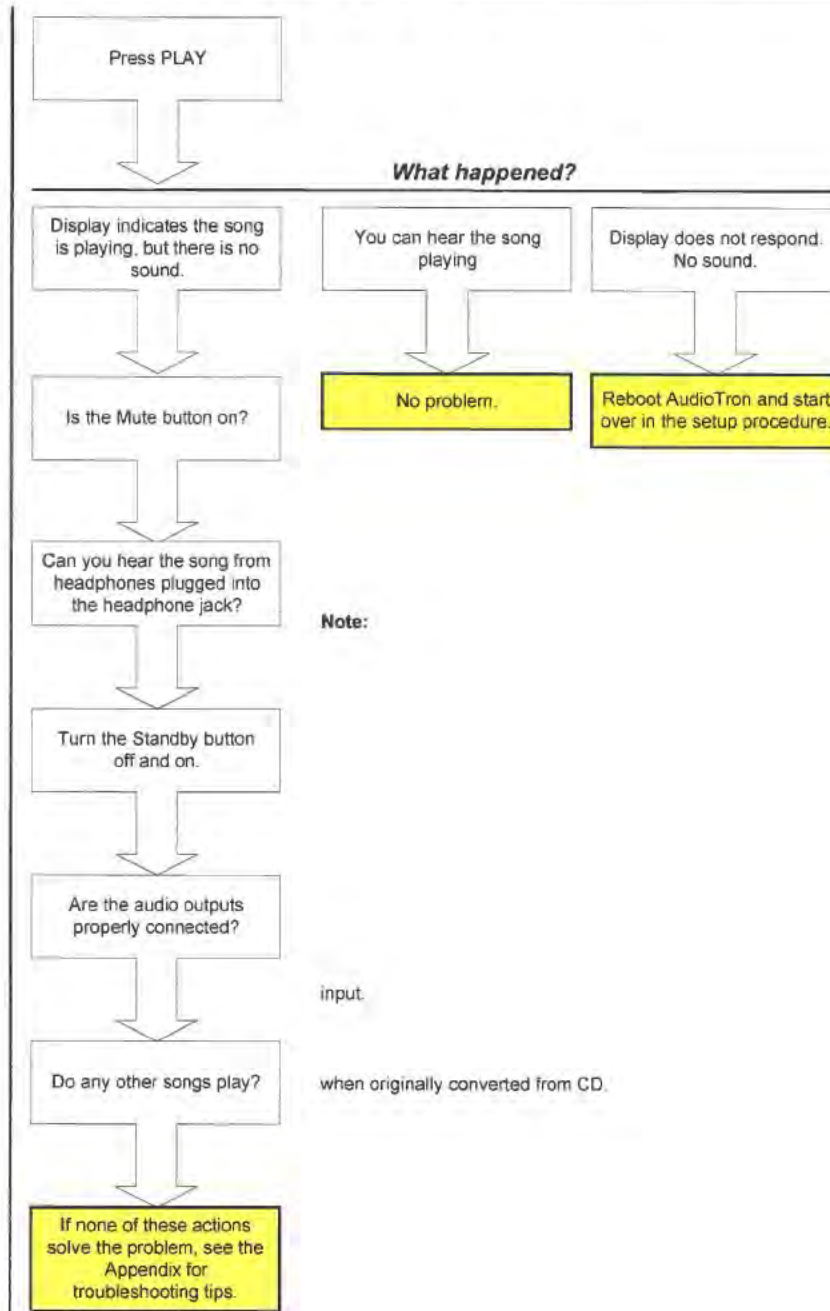 Press PLAY
What happened?
Display indicates the song
is playing, but there is no
sound.
You can hear the song
playing
Display does not respond.
No sound.
Is the Mute button on?
No problem.
Reboot AudioTron and start
over in the setup procedure.
Can you hear the song from
headphones plugged into
the headphone jack?
Note:
Turn the Standby button
off and on.
Are the audio outputs
properly connected?
input.
Do any other songs play?
when originally converted from CD.
If none of these actions
solve the problem, see the
Appendix for
troubleshooting tips.